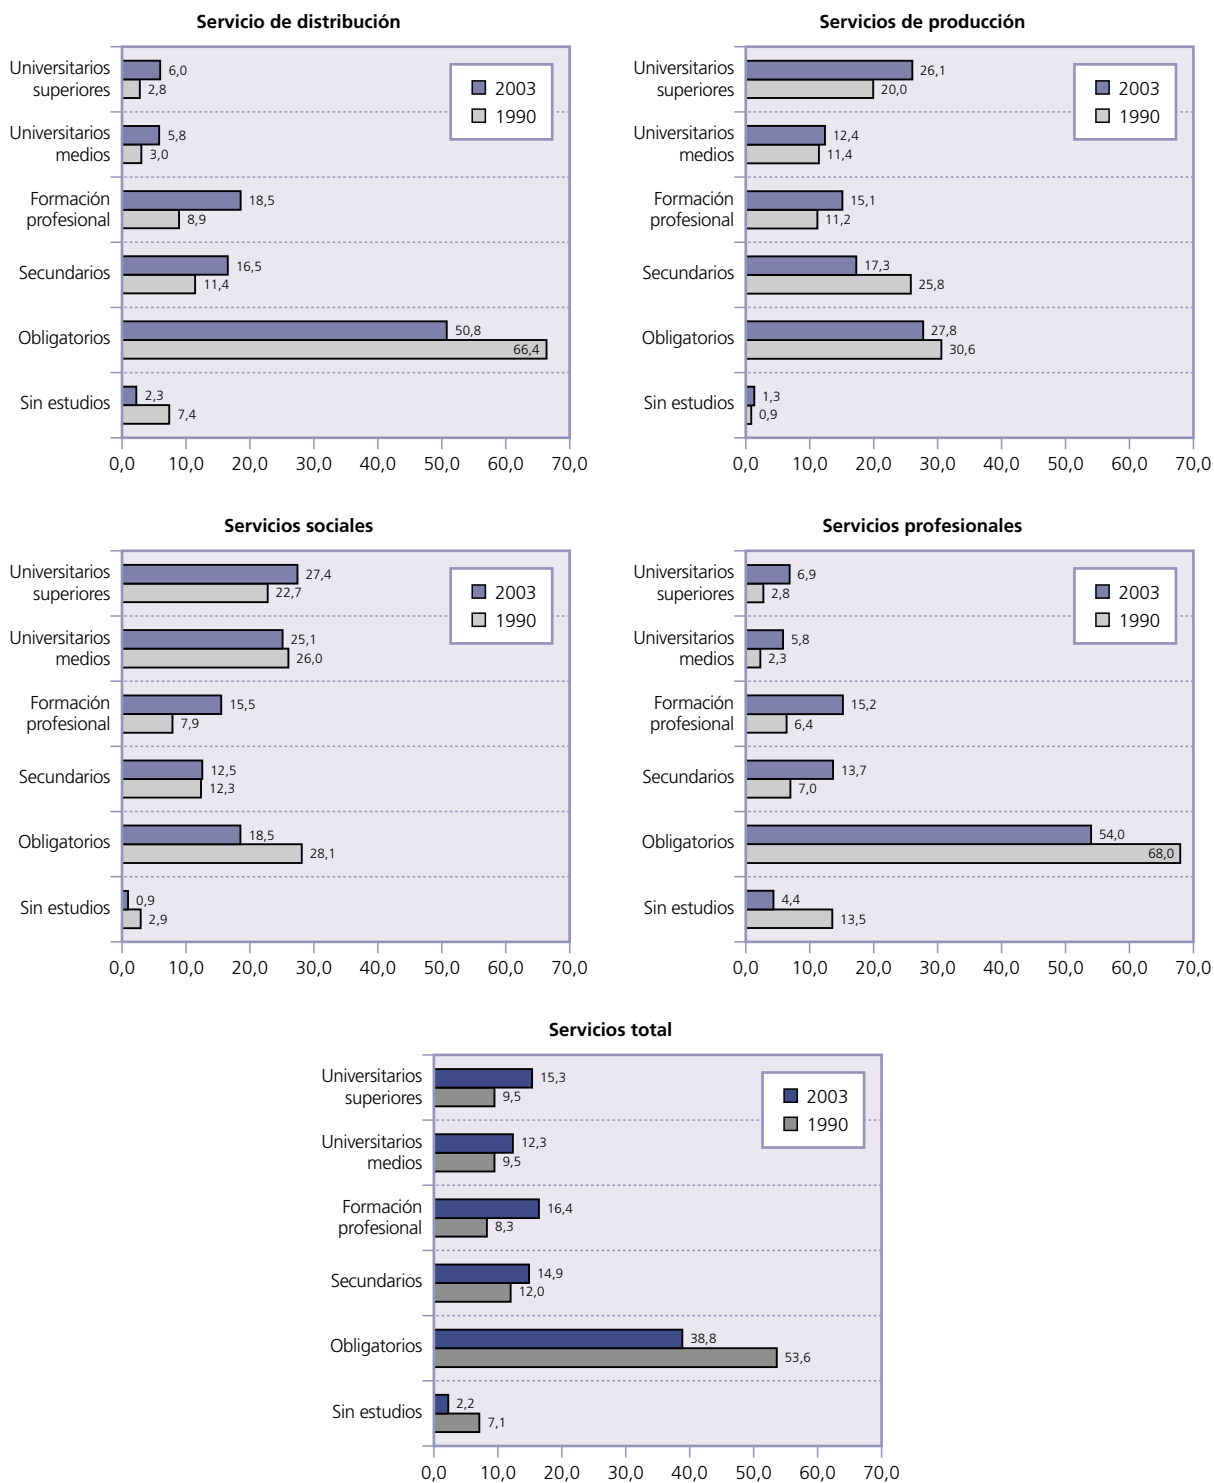 Servicio de distribución
Universitarios
superiores
6,0
2,8
Universitarios
medios
5,8
3,0
Formación
profesional
18,5
8,9
Secundarios
16,5
11,4
Obligatorios
50,8
66,4
Sin estudios
2,3
7,4
2003
1990
0,0 10,0 20,0 30,0 40,0 50,0 60,0 70,0
Servicios de producción
Universitarios
superiores
26,1
20,0
Universitarios
medios
12,4
11,4
Formación
profesional
15,1
11,2
Secundarios
17,3
25,8
Obligatorios
27,8
30,6
Sin estudios
1,3
0,9
2003
1990
0,0 10,0 20,0 30,0 40,0 50,0 60,0 70,0
Servicios sociales
Universitarios
superiores
27,4
22,7
Universitarios
medios
25,1
26,0
Formación
profesional
15,5
7,9
Secundarios
12,5
12,3
Obligatorios
18,5
28,1
Sin estudios
0,9
2,9
2003
1990
0,0 10,0 20,0 30,0 40,0 50,0 60,0 70,0
Servicios profesionales
Universitarios
superiores
6,9
2,8
Universitarios
medios
5,8
2,3
Formación
profesional
15,2
6,4
Secundarios
13,7
7,0
Obligatorios
54,0
68,0
Sin estudios
4,4
13,5
2003
1990
0,0 10,0 20,0 30,0 40,0 50,0 60,0 70,0
Servicios total
Universitarios
superiores
15,3
9,5
Universitarios
medios
12,3
9,5
Formación
profesional
16,4
8,3
Secundarios
14,9
12,0
Obligatorios
38,8
53,6
Sin estudios
2,2
7,1
2003
1990
0,0 10,0 20,0 30,0 40,0 50,0 60,0 70,0